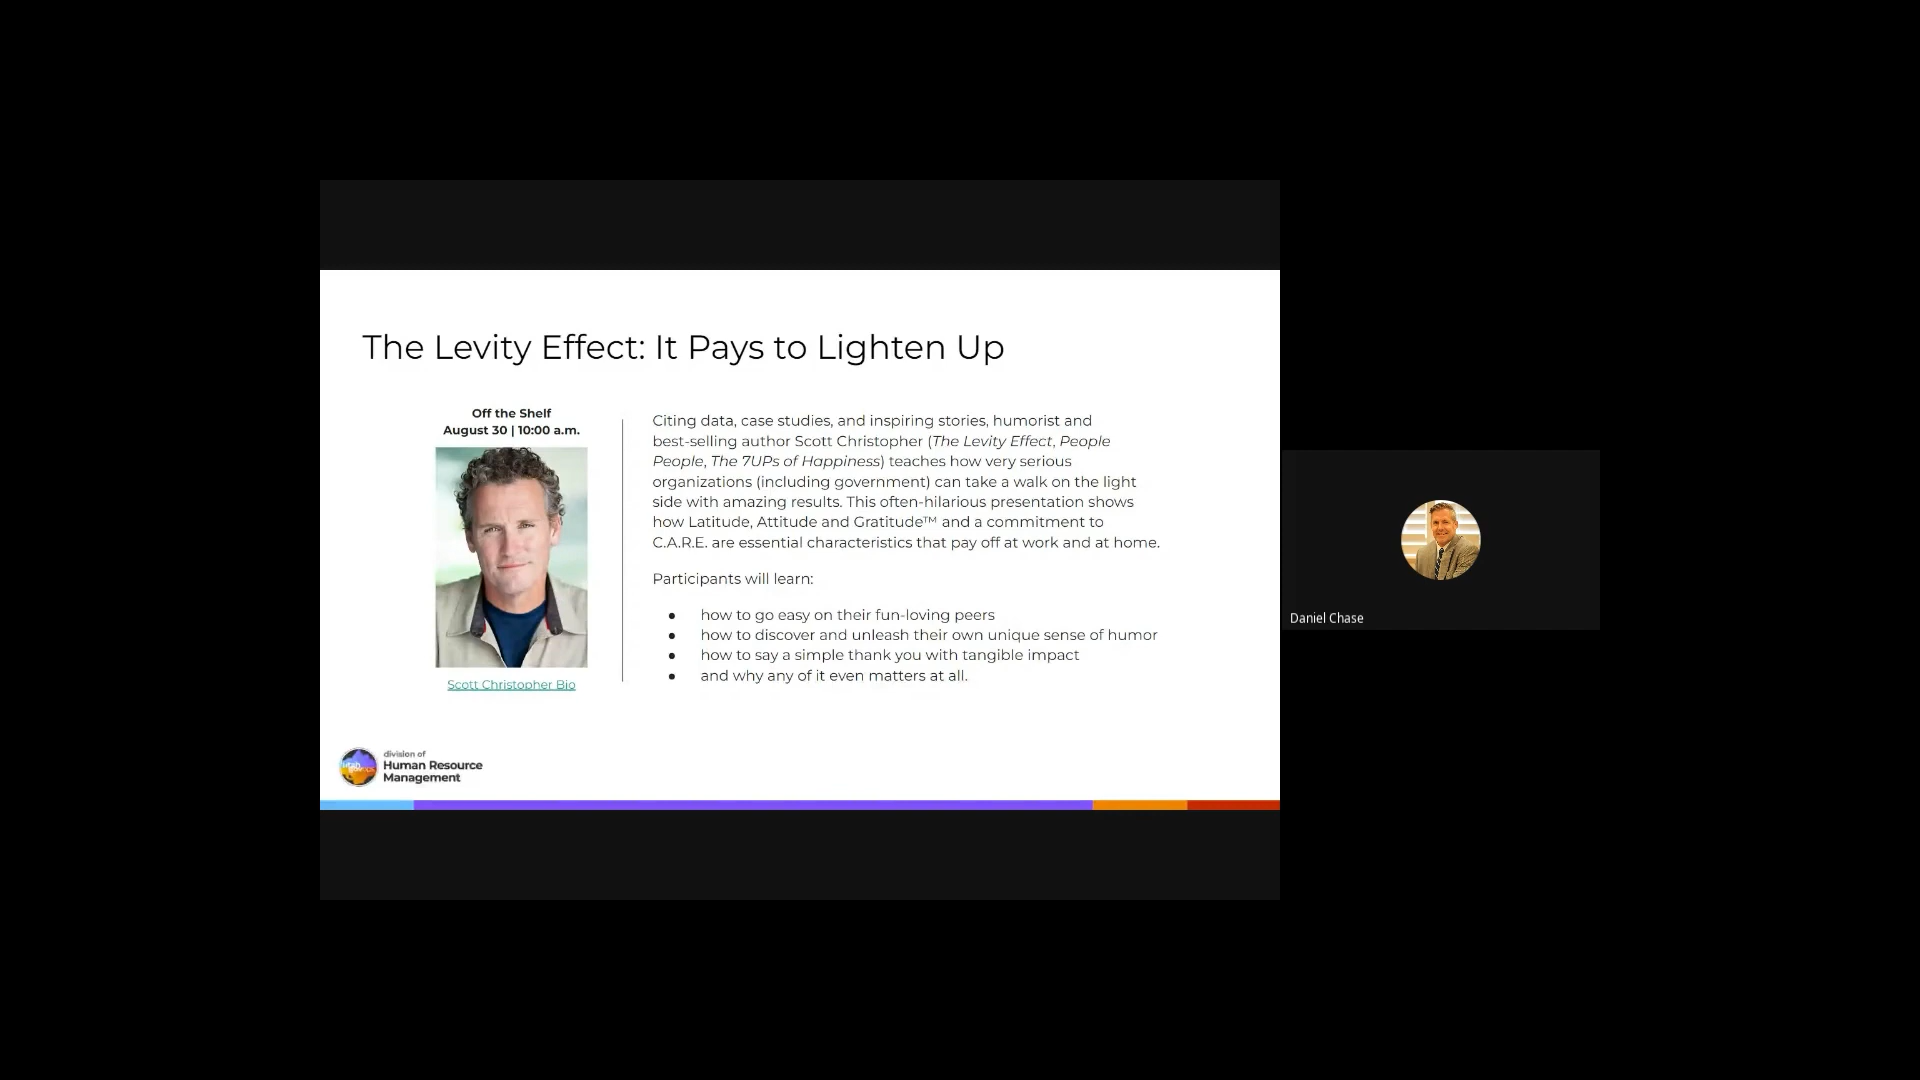 The Levity Effect: It Pays to Lighten Up
Off the Shelf
August 30 | 10:00 a.m.
Scott Christopher Bio
Citing data, case studies, and inspiring stories, humorist and
best-selling author Scott Christopher (The Levity Effect, People
People, The 7UPs of Happiness) teaches how very serious
organizations (including government) can take a walk on the light
side with amazing results. This often-hilarious presentation shows
how Latitude, Attitude and Gratitude™ and a commitment to
C.A.R.E. are essential characteristics that pay off at work and at home.
Participants will learn:
● how to go easy on their fun-loving peers
● how to discover and unleash their own unique sense of humor
● how to say a simple thank you with tangible impact
● and why any of it even matters at all.
division of
Human Resource
Management
Daniel Chase